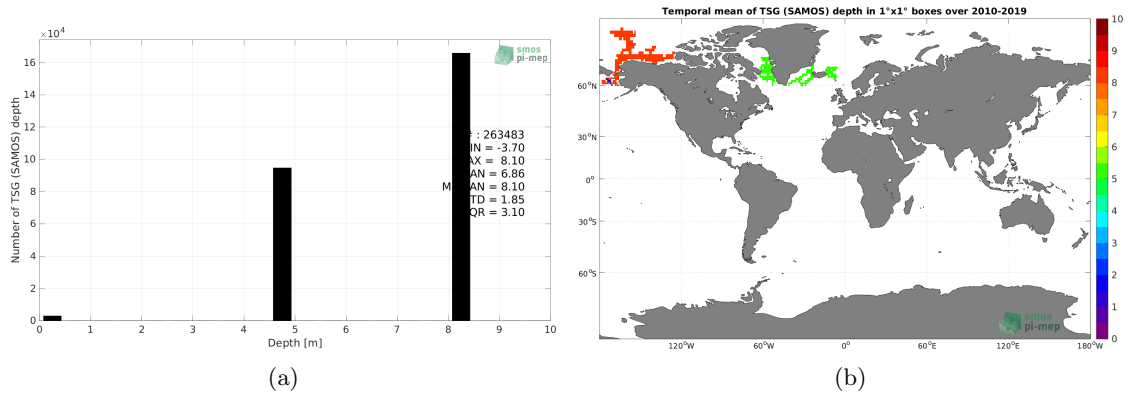 ×10⁴
16
14
12
10
8
6
4
2
0
Number of TSG (SAMOS) depth
smos
pi-mep
: 263483
IN = -3.70
AX = 8.10
AN = 6.86
M AN = 8.10
TD = 1.85
QR = 3.10
0 1 2 3 4 5 6 7 8 9 10
Depth [m]
(a)
Temporal mean of TSG (SAMOS) depth in 1°x1° boxes over 2010-2019
60°N
30°N
0°
30°S
60°S
120°W 60°W 0° 60°E 120°E 180°W
smos
pi-mep
10
9
8
7
6
5
4
3
2
1
0
(b)